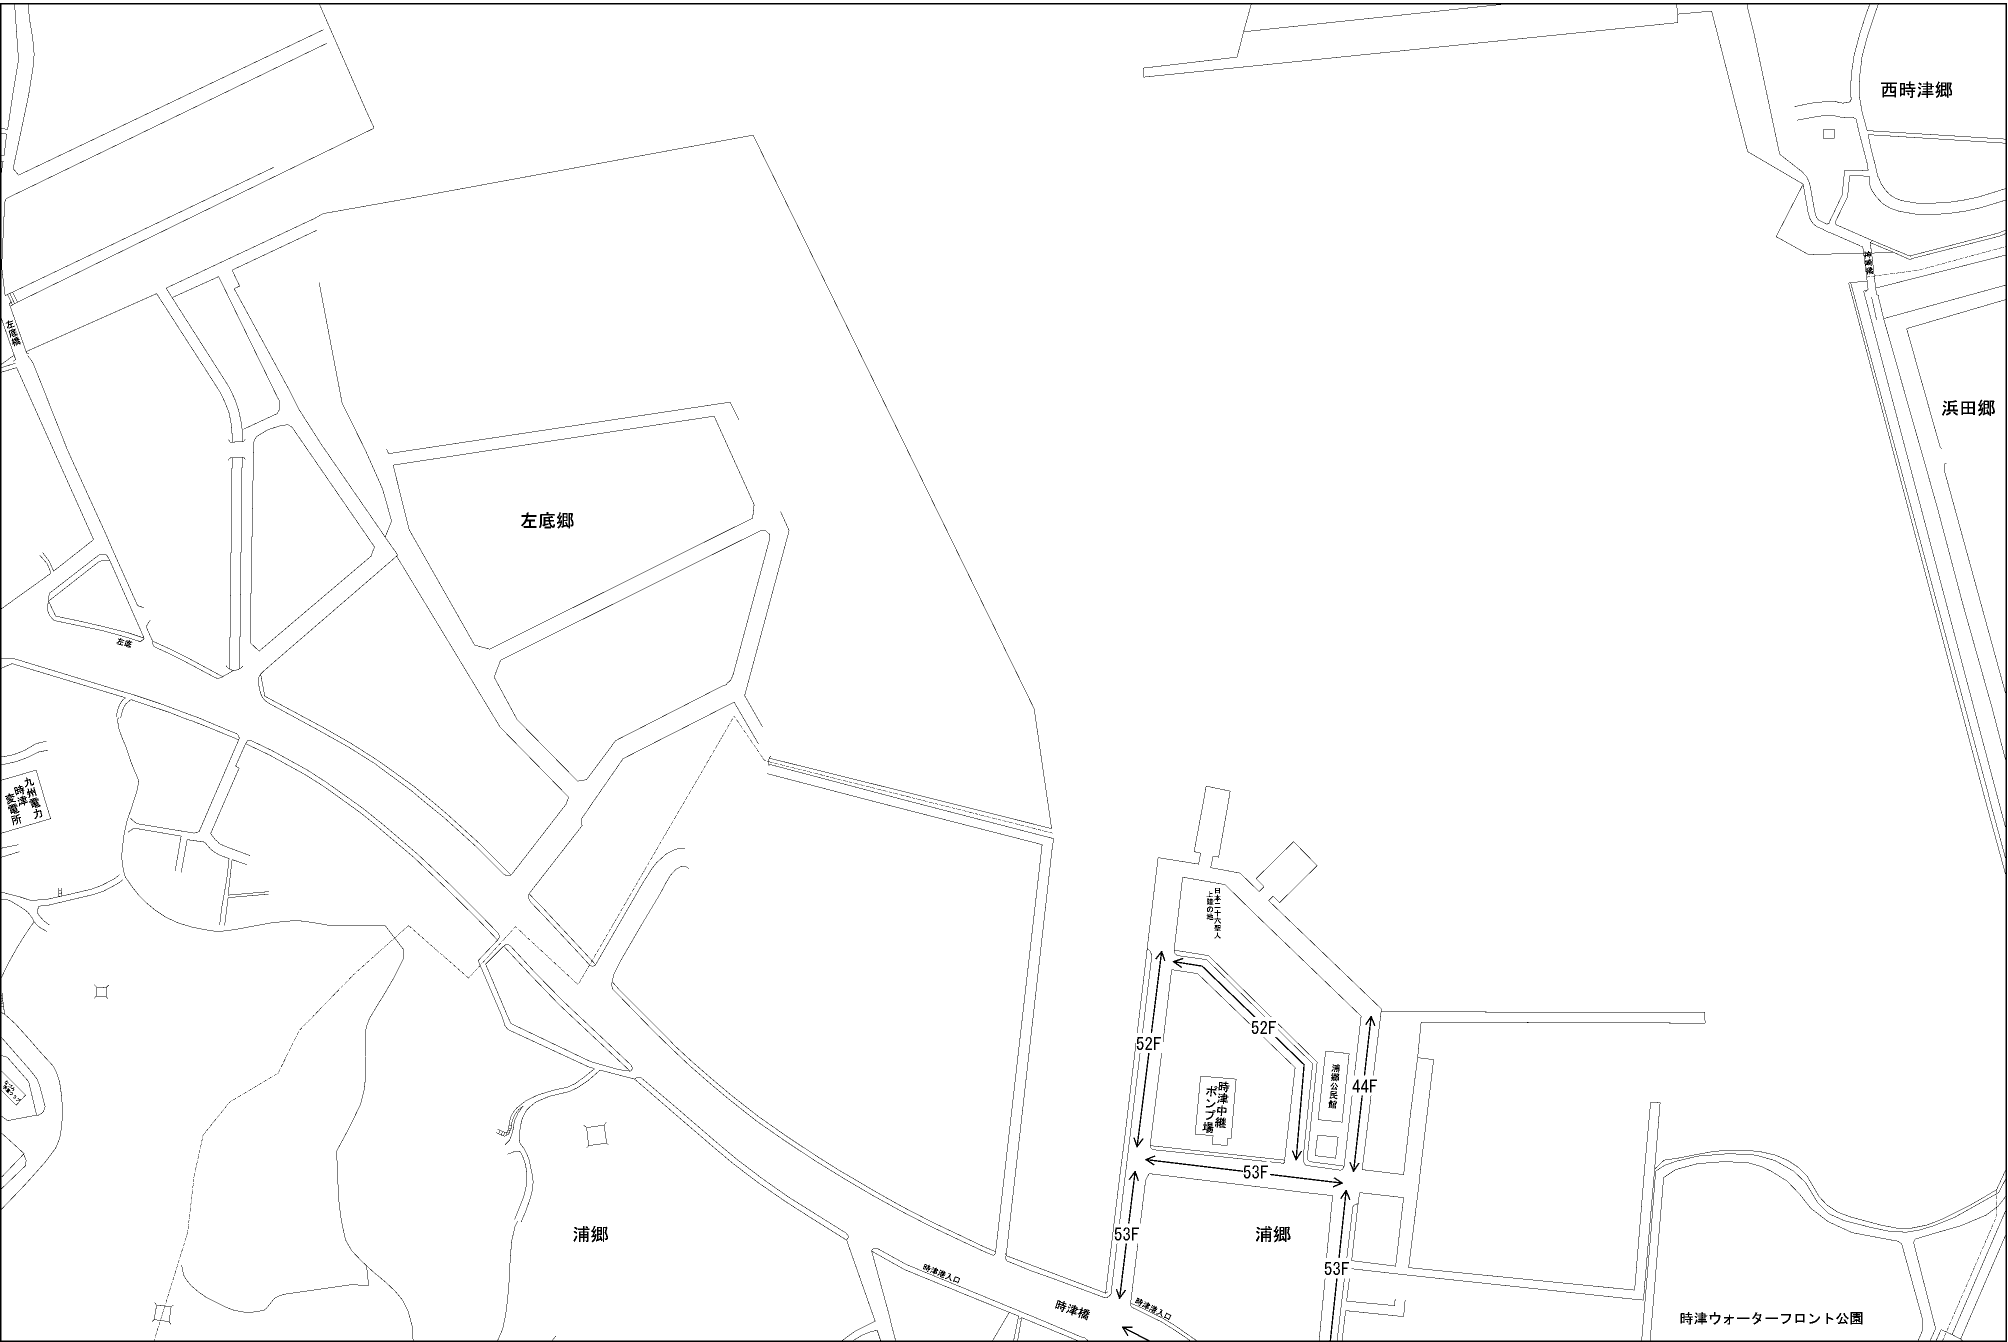 西時津郷
左底橋
浜田郷
左底郷
左底
九州電力
時津
変電所
日本二十六聖人
上陸の地
52F
52F
浦郷公民館
44F
時津中継
ポンプ場
53F
53F
浦郷
浦郷
53F
時津港入口
時津橋
時津港入口
時津ウォーターフロント公園